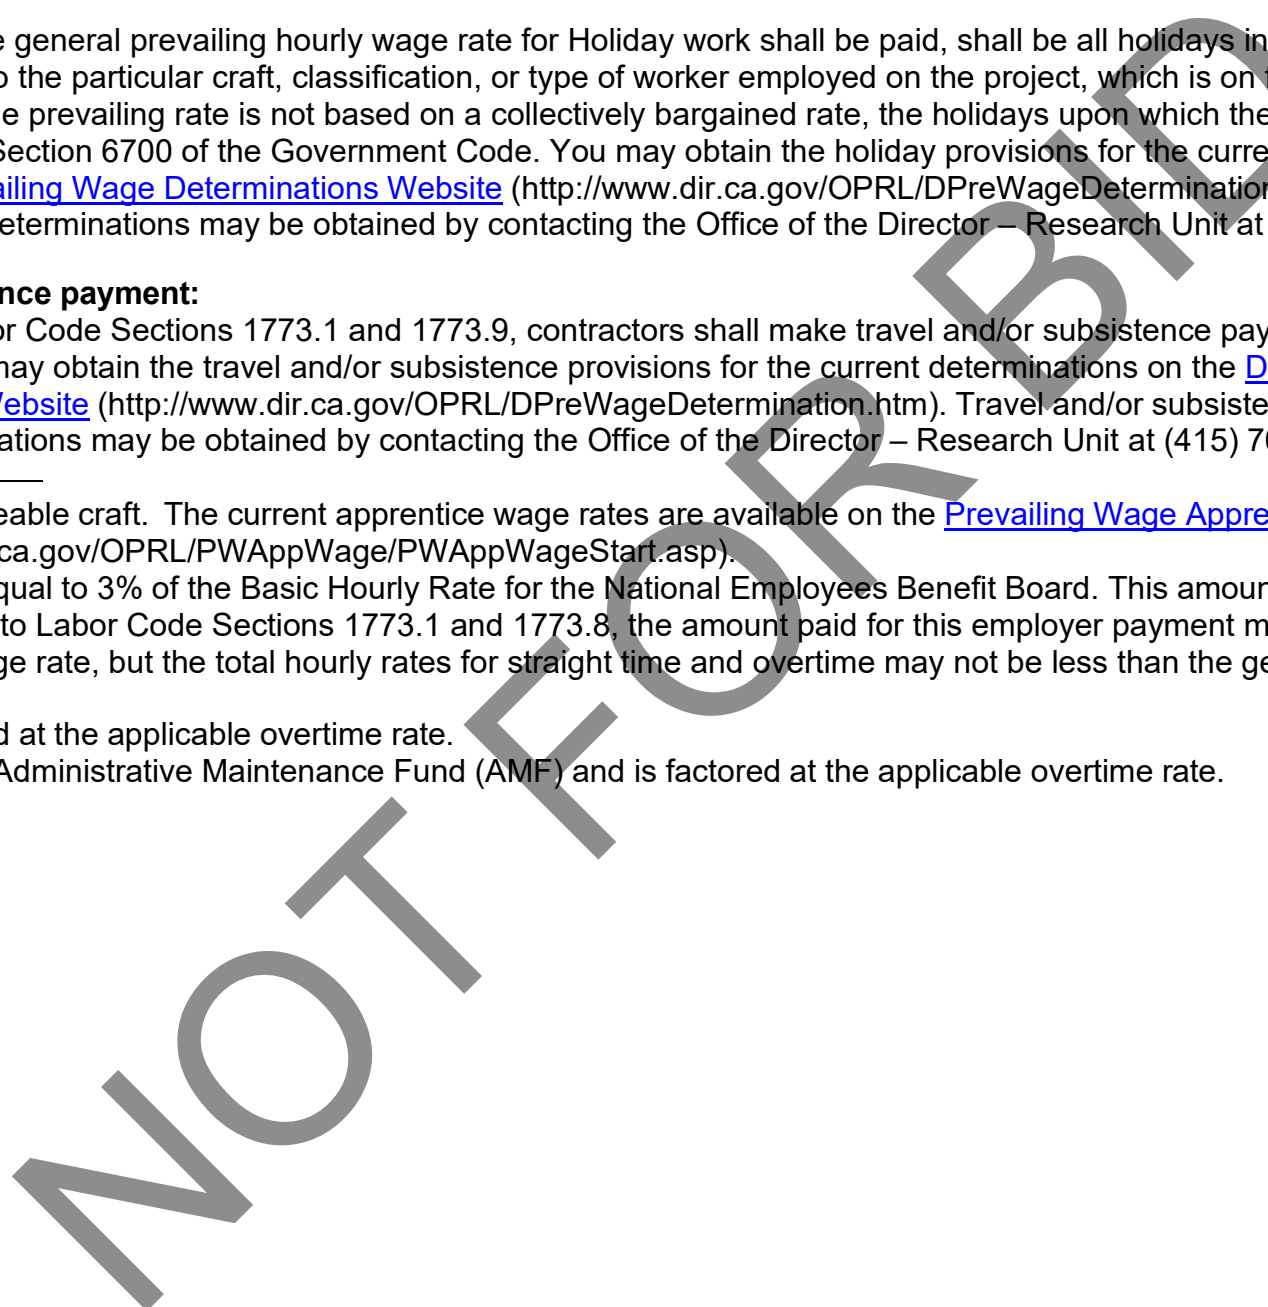 e general prevailing hourly wage rate for Holiday work shall be paid, shall be all holidays in
o the particular craft, classification, or type of worker employed on the project, which is on
e prevailing rate is not based on a collectively bargained rate, the holidays upon which the
Section 6700 of the Government Code. You may obtain the holiday provisions for the curre
ailing Wage Determinations Website (http://www.dir.ca.gov/OPRL/DPreWageDetermination
eterminations may be obtained by contacting the Office of the Director – Research Unit at
nce payment:
or Code Sections 1773.1 and 1773.9, contractors shall make travel and/or subsistence pay
may obtain the travel and/or subsistence provisions for the current determinations on the D
Website (http://www.dir.ca.gov/OPRL/DPreWageDetermination.htm). Travel and/or subsiste
ations may be obtained by contacting the Office of the Director – Research Unit at (415) 70
eable craft. The current apprentice wage rates are available on the Prevailing Wage Appre
ca.gov/OPRL/PWAppWage/PWAppWageStart.asp).
qual to 3% of the Basic Hourly Rate for the National Employees Benefit Board. This amoun
to Labor Code Sections 1773.1 and 1773.8, the amount paid for this employer payment m
ge rate, but the total hourly rates for straight time and overtime may not be less than the ge
d at the applicable overtime rate.
Administrative Maintenance Fund (AMF) and is factored at the applicable overtime rate.
NOT FOR BID